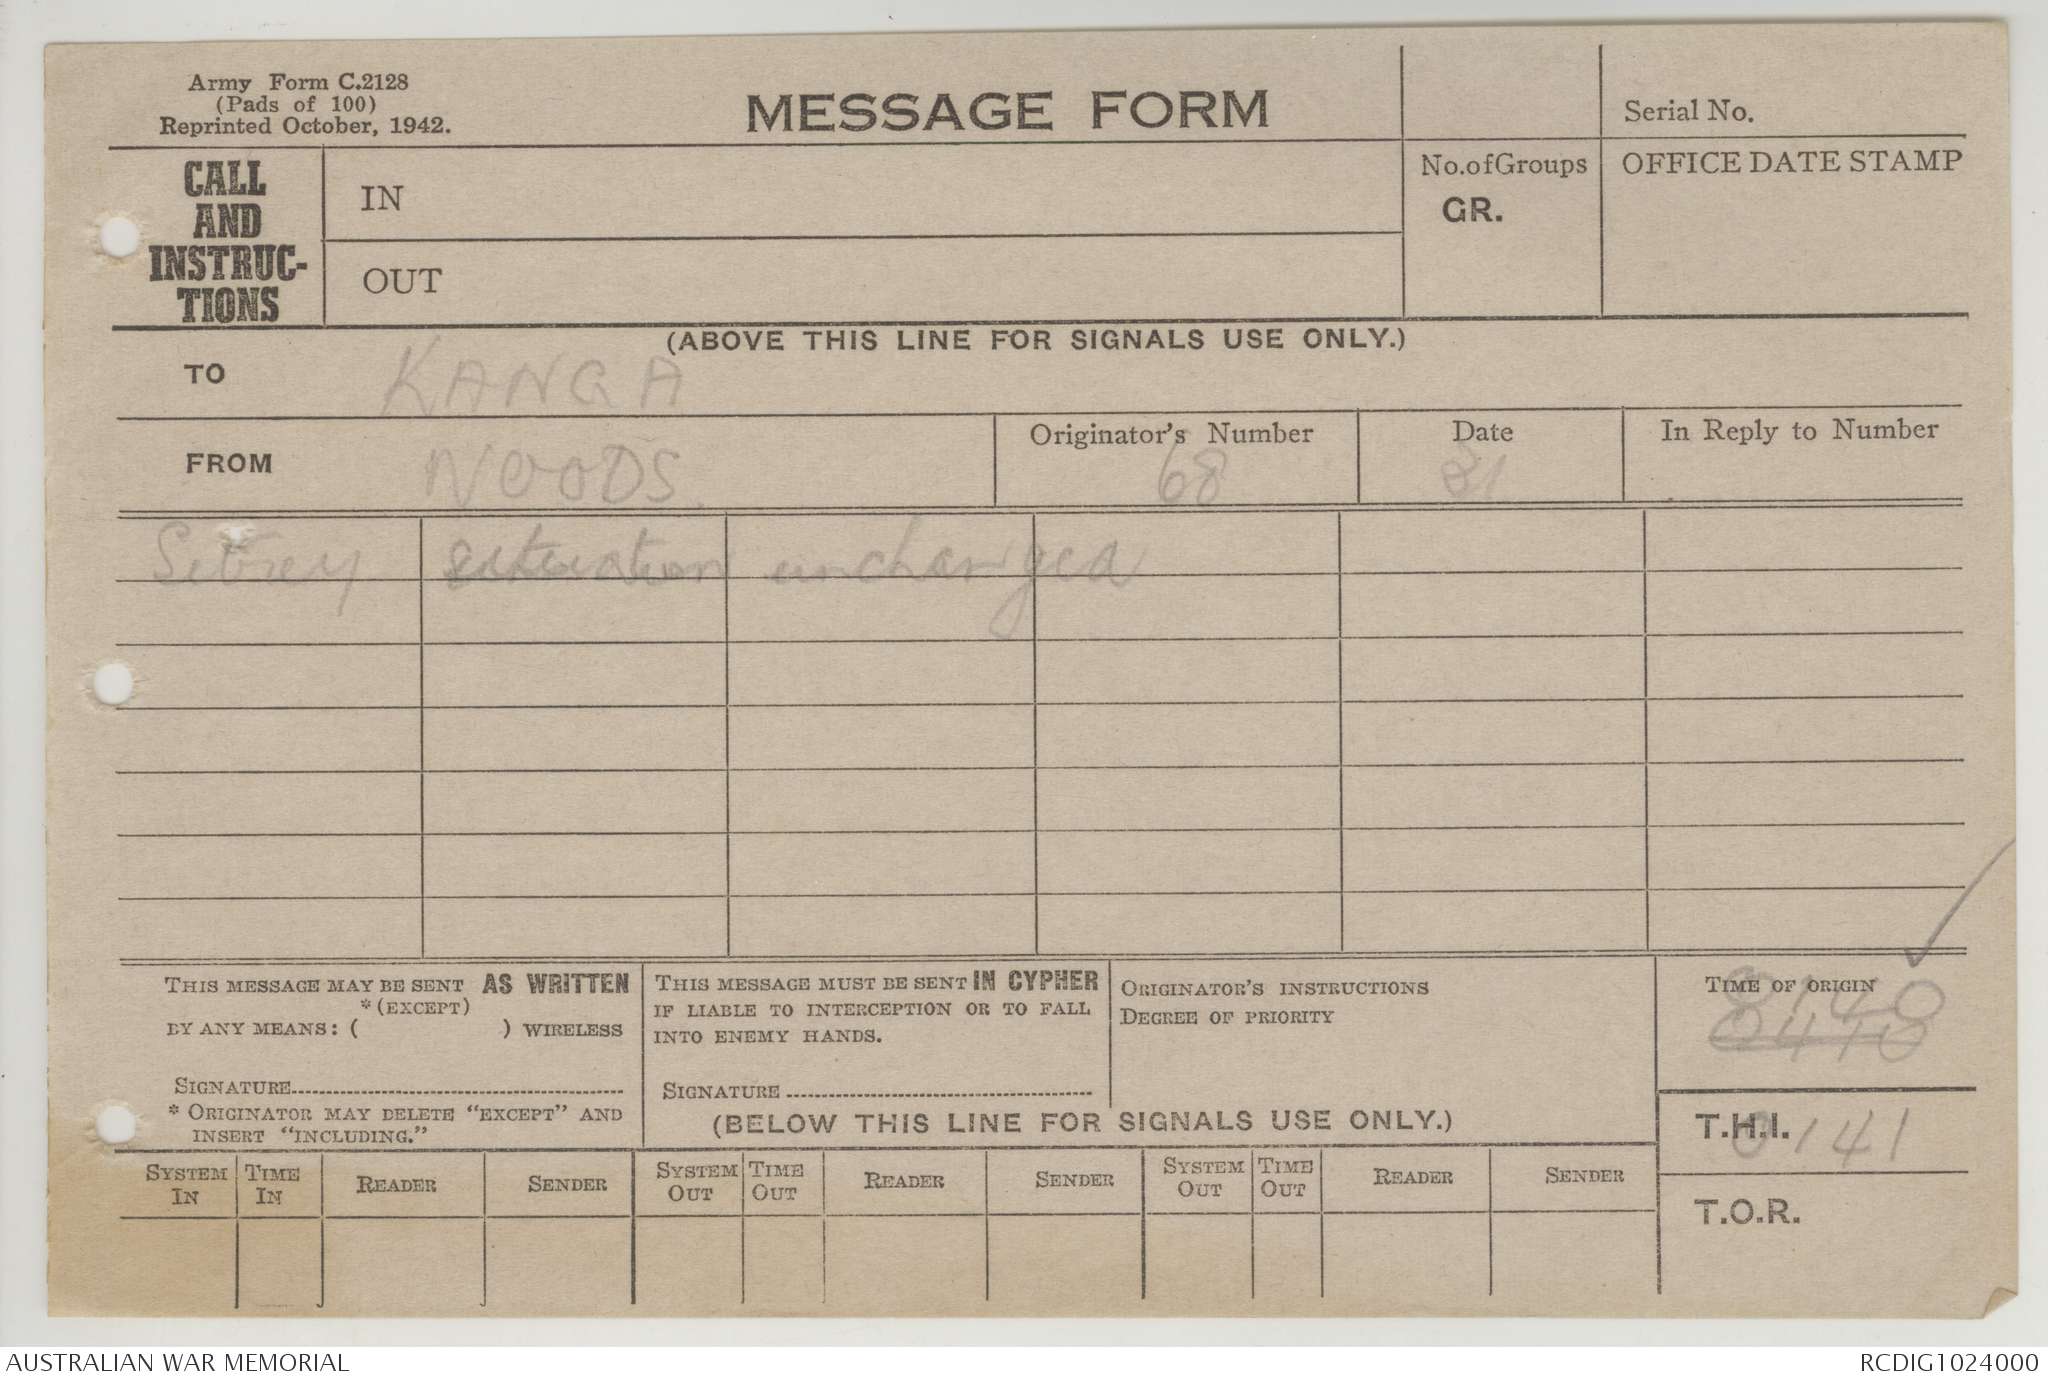 Army Form C.2128
(Pads of 100)
Reprinted October, 1942.
MESSAGE FORM
Serial No.
CALL
AND
INSTRUC-
TIONS
IN
OUT
No.of Groups
GR.
OFFICE DATE STAMP
(ABOVE THIS LINE FOR SIGNALS USE ONLY.)
TO KANGA
FROM NOODS.
Originator's Number
68
Date
31
In Reply to Number
situation unchanged
THIS MESSAGE MAY BE SENT AS WRITTEN
*(EXCEPT)
BY ANY MEANS: ( ) WIRELESS
SIGNATURE
* ORIGINATOR MAY DELETE "EXCEPT" AND
INSERT "INCLUDING."
THIS MESSAGE MUST BE SENT IN CYPHER
IF LIABLE TO INTERCEPTION OR TO FALL
INTO ENEMY HANDS.
SIGNATURE
ORIGINATOR'S INSTRUCTIONS
DEGREE OF PRIORITY
(BELOW THIS LINE FOR SIGNALS USE ONLY.)
TIME OF ORIGIN
0140
T.H.I. 0141
T.O.R.
SYSTEM IN
TIME IN
READER
SENDER
SYSTEM OUT
TIME OUT
READER
SENDER
SYSTEM OUT
TIME OUT
READER
SENDER
AUSTRALIAN WAR MEMORIAL
RCDIG1024000